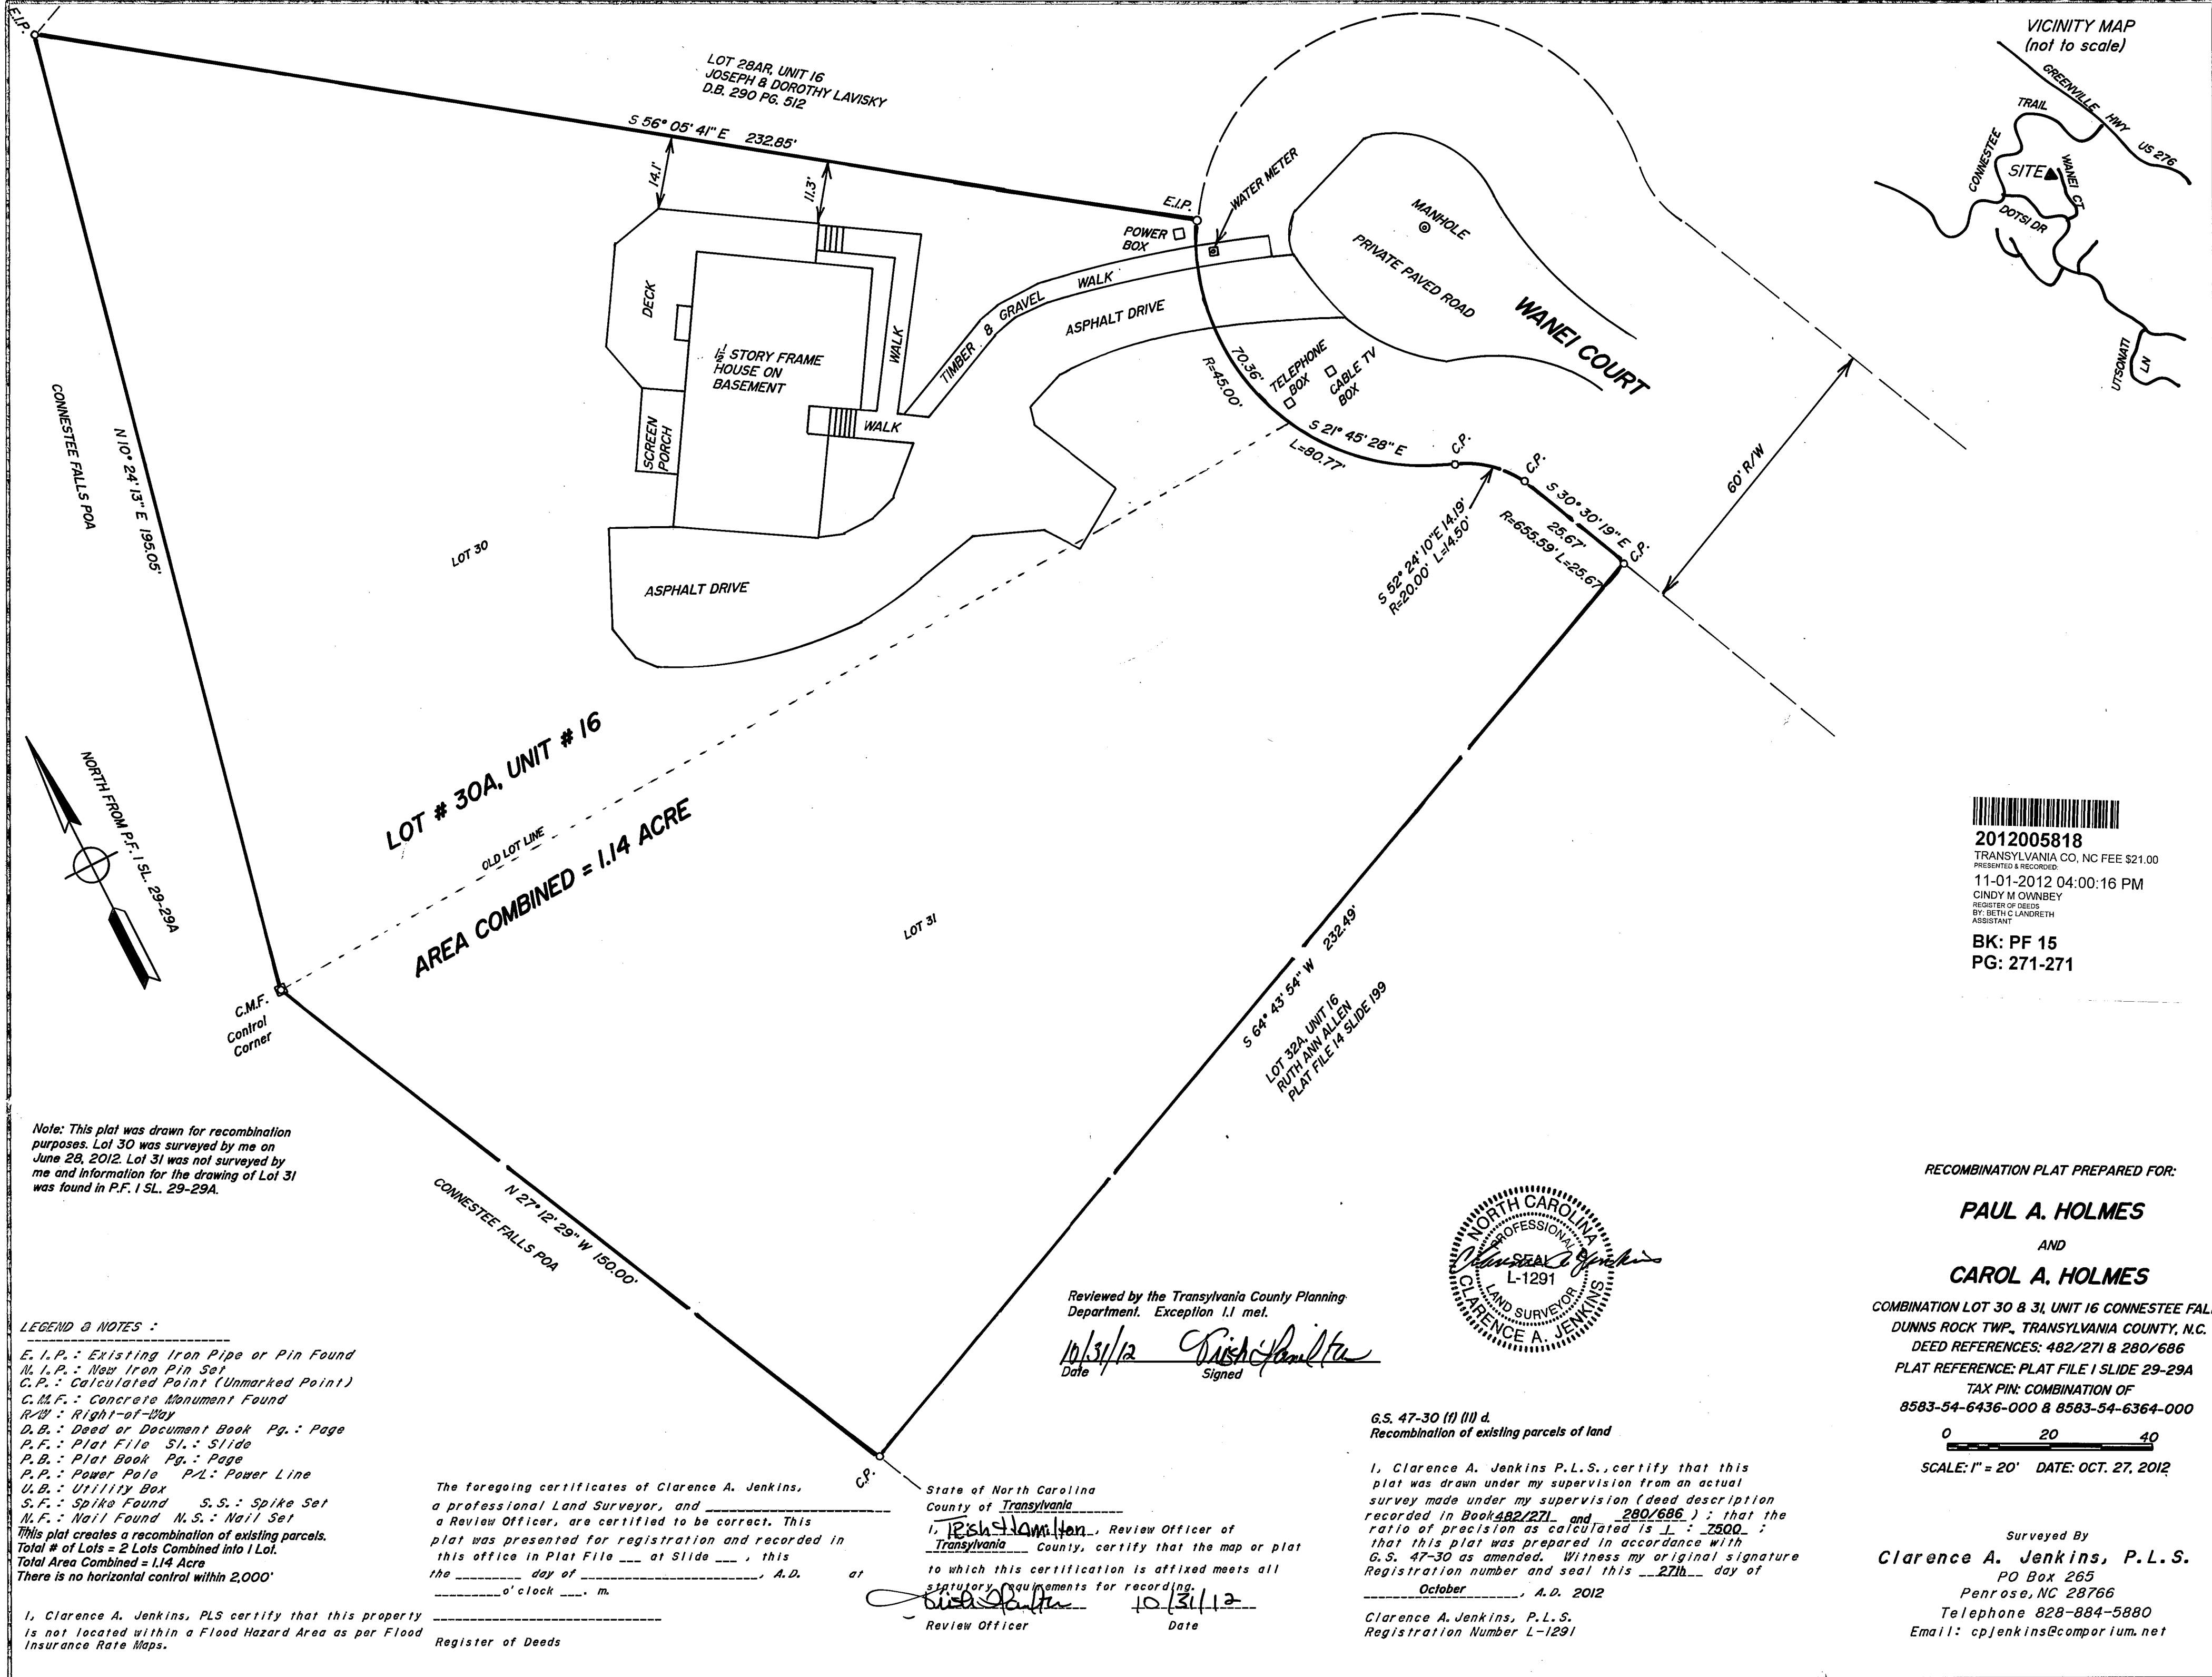 E.I.P.
LOT 28AR, UNIT 16
JOSEPH & DOROTHY LAVISKY
D.B. 290 PG. 512
S 56° 05' 41" E 232.85'
14.1'
11.3'
E.I.P.
POWER
BOX
WATER METER
MANHOLE
PRIVATE PAVED ROAD
WANEI COURT
VICINITY MAP
(not to scale)
GREENVILLE HWY US 276
TRAIL
CONNESTEE
SITE
WANEI CT
DOTSI DR
UTSONATI
LN
DECK
1 1/2 STORY FRAME
HOUSE ON
BASEMENT
WALK
SCREEN
PORCH
WALK
TIMBER & GRAVEL WALK
ASPHALT DRIVE
70.36'
R=45.00'
TELEPHONE
BOX
CABLE TV
BOX
S 21° 45' 28" E
L=80.77'
C.P.
C.P.
S 52° 24' 10"E 14.19'
R=20.00' L=14.50'
S 30° 30' 19" E
25.67'
R=655.59' L=25.67
C.P.
60' R/W
CONNESTEE FALLS POA
N 10° 24' 13" E 195.05'
LOT 30
ASPHALT DRIVE
NORTH FROM P.F. 1 SL. 29-29A
LOT # 30A, UNIT # 16
OLD LOT LINE
AREA COMBINED = 1.14 ACRE
LOT 31
C.M.F.
Control
Corner
S 64° 43' 54" W 232.49'
LOT 32A, UNIT 16
RUTH ANN ALLEN
PLAT FILE 14 SLIDE 199
2012005818
TRANSYLVANIA CO, NC FEE $21.00
PRESENTED & RECORDED:
11-01-2012 04:00:16 PM
CINDY M OWNBEY
REGISTER OF DEEDS
BY: BETH C LANDRETH
ASSISTANT
BK: PF 15
PG: 271-271
Note: This plat was drawn for recombination
purposes. Lot 30 was surveyed by me on
June 28, 2012. Lot 31 was not surveyed by
me and information for the drawing of Lot 31
was found in P.F. 1 SL. 29-29A.
CONNESTEE FALLS POA
N 27° 12' 29" W 150.00'
C.P.
LEGEND & NOTES :
E.I.P. : Existing Iron Pipe or Pin Found
N.I.P. : New Iron Pin Set
C.P. : Calculated Point (Unmarked Point)
C.M.F. : Concrete Monument Found
R/W : Right-of-Way
D.B. : Deed or Document Book Pg. : Page
P.F. : Plat File Sl. : Slide
P.B. : Plat Book Pg. : Page
P.P. : Power Pole P/L : Power Line
U.B. : Utility Box
S.F. : Spike Found S.S. : Spike Set
N.F. : Nail Found N.S. : Nail Set
This plat creates a recombination of existing parcels.
Total # of Lots = 2 Lots Combined into 1 Lot.
Total Area Combined = 1.14 Acre
There is no horizontal control within 2,000'
I, Clarence A. Jenkins, PLS certify that this property
is not located within a Flood Hazard Area as per Flood
Insurance Rate Maps.
The foregoing certificates of Clarence A. Jenkins,
a professional Land Surveyor, and
a Review Officer, are certified to be correct. This
plat was presented for registration and recorded in
this office in Plat File ___ at Slide ___ , this
the ________ day of ________________, A.D. at
________o'clock ___. m.
Register of Deeds
Reviewed by the Transylvania County Planning
Department. Exception 1.1 met.
10/31/12 Trish Hamilton
Date Signed
State of North Carolina
County of Transylvania
I, Trish Hamilton, Review Officer of
Transylvania County, certify that the map or plat
to which this certification is affixed meets all
statutory requirements for recording.
Trish Hamilton 10/31/12
Review Officer Date
NORTH CAROLINA
PROFESSIONAL
SEAL
L-1291
LAND SURVEYOR
CLARENCE A. JENKINS
Clarence A Jenkins
G.S. 47-30 (f) (11) d.
Recombination of existing parcels of land
I, Clarence A. Jenkins P.L.S., certify that this
plat was drawn under my supervision from an actual
survey made under my supervision (deed description
recorded in Book 482/271 and 280/686 ) ; that the
ratio of precision as calculated is 1 : 7500 ;
that this plat was prepared in accordance with
G.S. 47-30 as amended. Witness my original signature
Registration number and seal this 27th day of
October, A.D. 2012
Clarence A. Jenkins, P.L.S.
Registration Number L-1291
RECOMBINATION PLAT PREPARED FOR:
PAUL A. HOLMES
AND
CAROL A. HOLMES
COMBINATION LOT 30 & 31, UNIT 16 CONNESTEE FAL
DUNNS ROCK TWP., TRANSYLVANIA COUNTY, N.C.
DEED REFERENCES: 482/271 & 280/686
PLAT REFERENCE: PLAT FILE 1 SLIDE 29-29A
TAX PIN: COMBINATION OF
8583-54-6436-000 & 8583-54-6364-000
0 20 40
SCALE: 1" = 20' DATE: OCT. 27, 2012
Surveyed By
Clarence A. Jenkins, P.L.S.
PO Box 265
Penrose, NC 28766
Telephone 828-884-5880
Email: cpjenkins@comporium.net